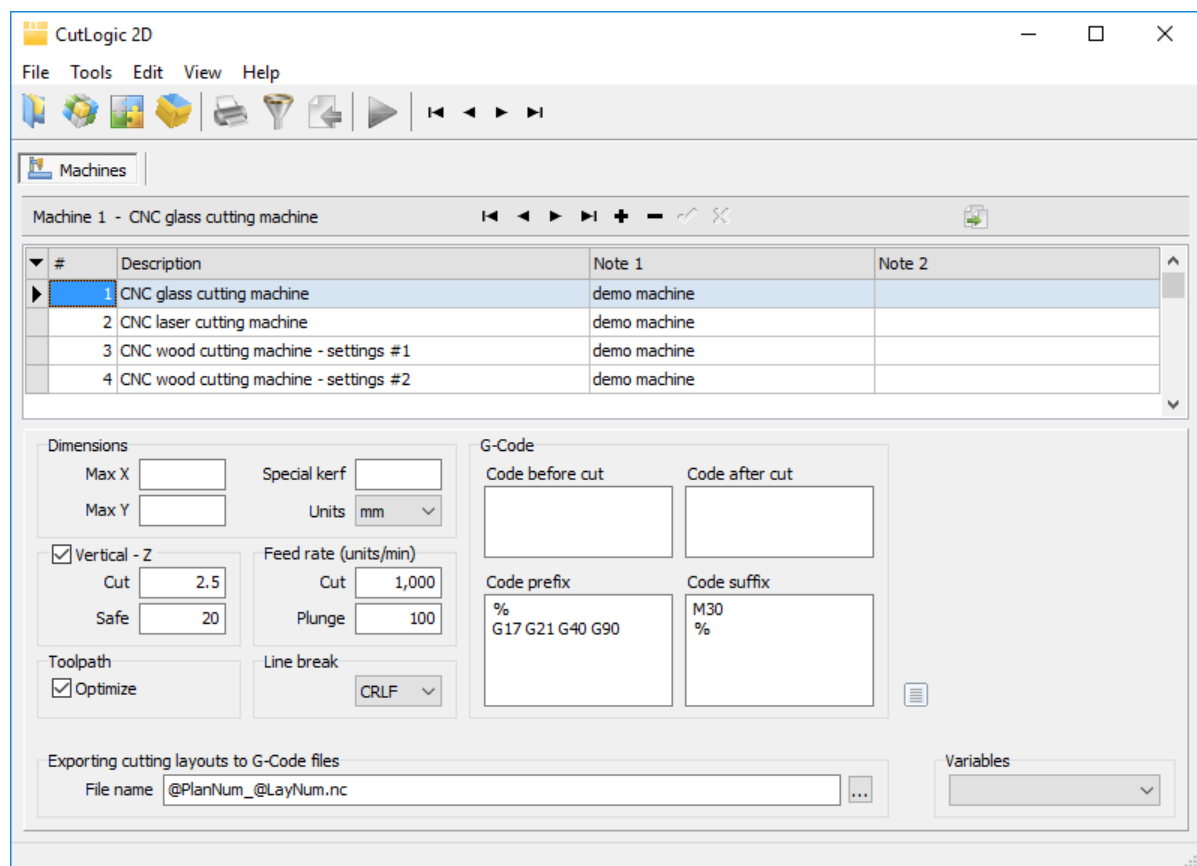 CutLogic 2D
File Tools Edit View Help
Machines
Machine 1 - CNC glass cutting machine
# Description Note 1 Note 2
1 CNC glass cutting machine demo machine
2 CNC laser cutting machine demo machine
3 CNC wood cutting machine - settings #1 demo machine
4 CNC wood cutting machine - settings #2 demo machine
Dimensions
Max X
Special kerf
Max Y
Units mm
Vertical - Z
Cut 2.5
Safe 20
Feed rate (units/min)
Cut 1,000
Plunge 100
Toolpath
Optimize
Line break
CRLF
G-Code
Code before cut
Code after cut
Code prefix
%
G17 G21 G40 G90
Code suffix
M30
%
Exporting cutting layouts to G-Code files
File name @PlanNum_@LayNum.nc ...
Variables